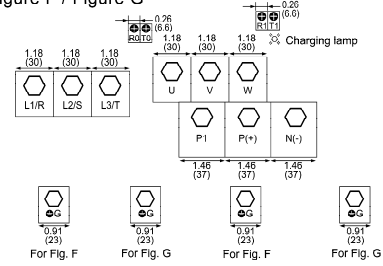 Figure F / Figure G
0.26
(6.6)
R0 T0
0.26
(6.6)
R1 T1
Charging lamp
1.18 1.18 1.18
(30) (30) (30)
1.18 1.18 1.18
(30) (30) (30)
L1/R L2/S L3/T
U V W
P1 P(+) N(-)
1.46 1.46 1.46
(37) (37) (37)
G G G G
0.91 0.91 0.91 0.91
(23) (23) (23) (23)
For Fig. F For Fig. G For Fig. F For Fig. G